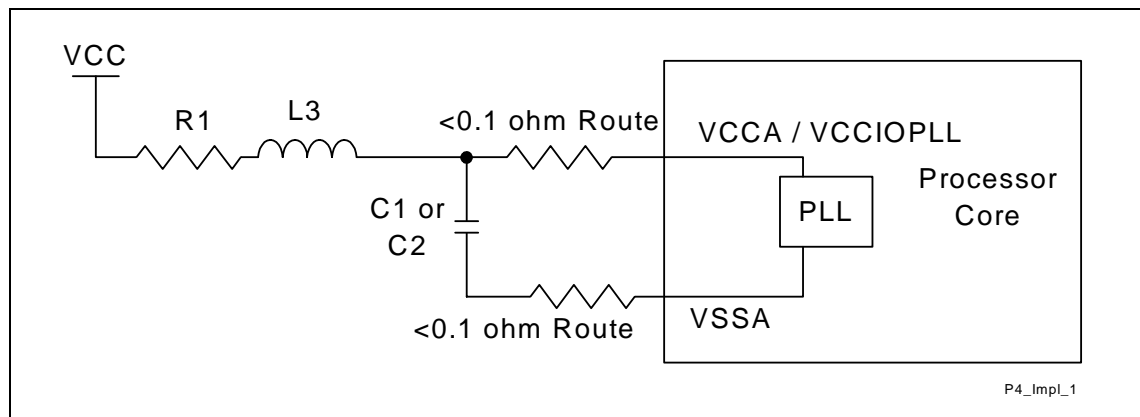 VCC
R1
L3
<0.1 ohm Route
VCCA / VCCIOPLL
Processor
Core
PLL
C1 or
C2
<0.1 ohm Route
VSSA
P4_Impl_1